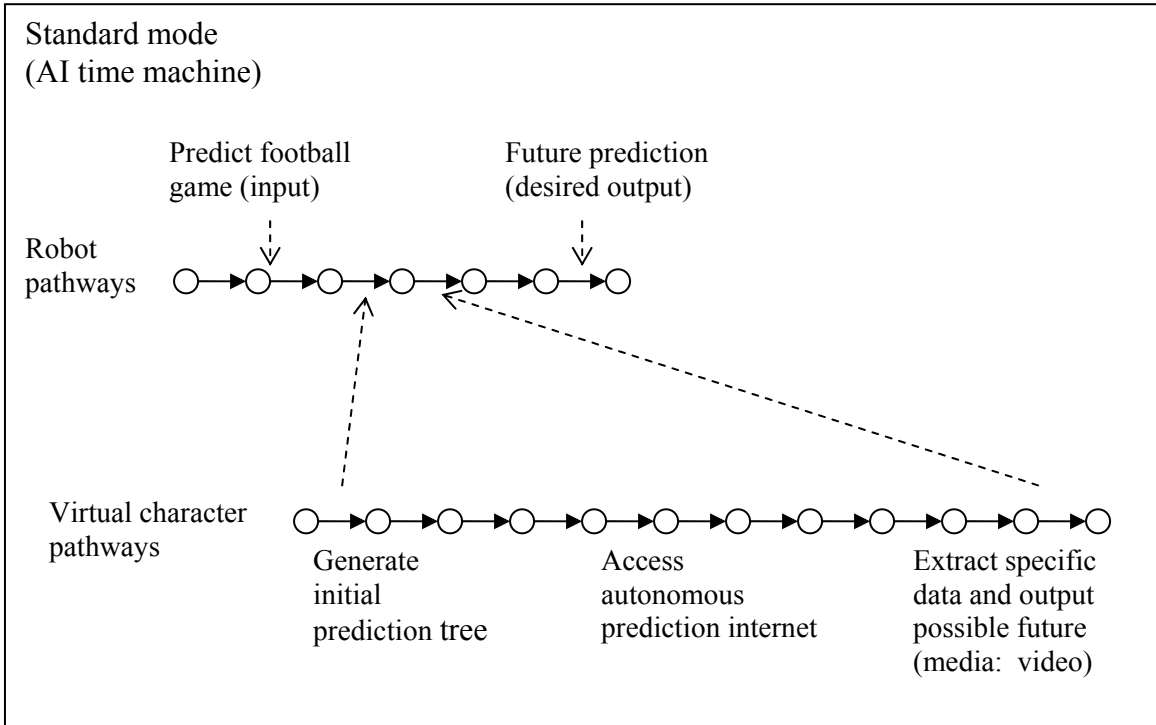 Standard mode
(AI time machine)
Predict football
game (input)
Future prediction
(desired output)
Robot
pathways
Virtual character
pathways
Generate
initial
prediction tree
Access
autonomous
prediction internet
Extract specific
data and output
possible future
(media:  video)